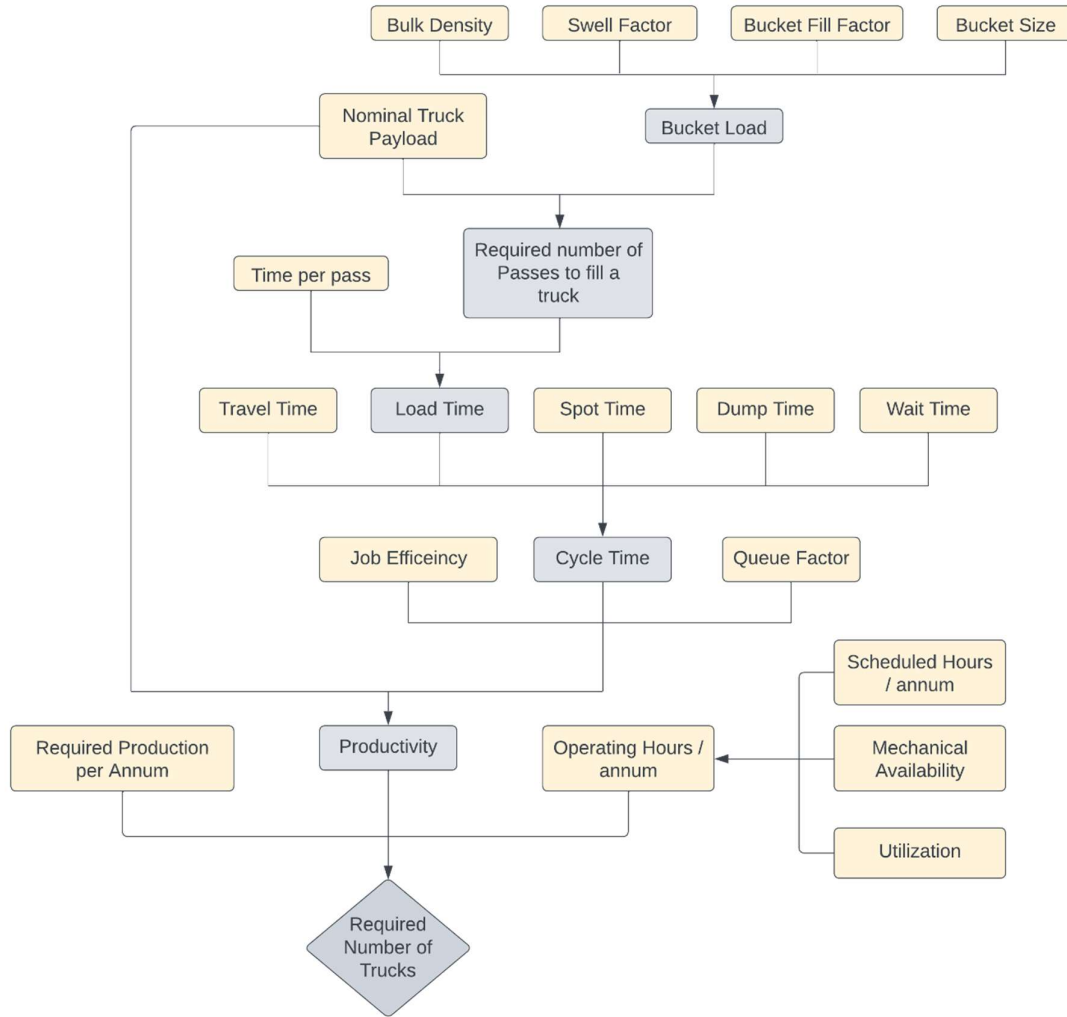 Bulk Density
Swell Factor
Bucket Fill Factor
Bucket Size
Nominal Truck
Payload
Bucket Load
Required number of
Passes to fill a
truck
Time per pass
Travel Time
Load Time
Spot Time
Dump Time
Wait Time
Job Efficeincy
Cycle Time
Queue Factor
Scheduled Hours
/ annum
Required Production
per Annum
Productivity
Operating Hours /
annum
Mechanical
Availability
Utilization
Required
Number of
Trucks